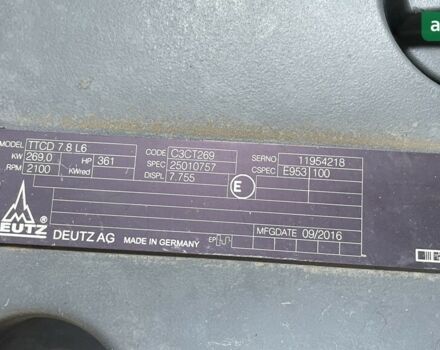 MODEL TTCD 7.8 L6 CODE C3CT269 SERNO 11954218
KW 269.0 HP 361 SPEC 25010757 CSPEC E953 100
RPM 2100 KWred DISPL 7.755
E
DEUTZ ® DEUTZ AG MADE IN GERMANY EP MFGDATE 09/2016